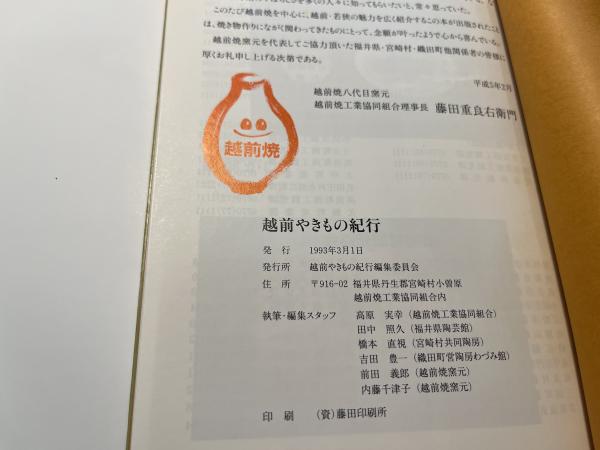 このたび越前焼を中心に、越前・若狭の魅力を広く紹介するこの本が出版されたこと
は、焼き物作りにながく関わってきたものにとって、念願が叶ったようで心から喜んでいる。
越前焼窯元を代表してご協力頂いた福井県・宮崎村・織田町他関係者の皆様に
厚くお礼申し上げる次第である。
平成5年2月
越前焼八代目窯元
越前焼工業協同組合理事長 藤田重良右衛門
越前焼
越前やきもの紀行
発 行 1993年3月1日
発行所 越前やきもの紀行編集委員会
住 所 〒916-02 福井県丹生郡宮崎村小曽原
越前焼工業協同組合内
執筆・編集スタッフ 高原 実幸(越前焼工業協同組合)
田中 照久(福井県陶芸館)
橋本 直視(宮崎村共同陶房)
吉田 豊一(織田町営陶房わづみ館)
前田 義郎(越前焼窯元)
内藤千津子(越前焼窯元)
印 刷 (資)藤田印刷所